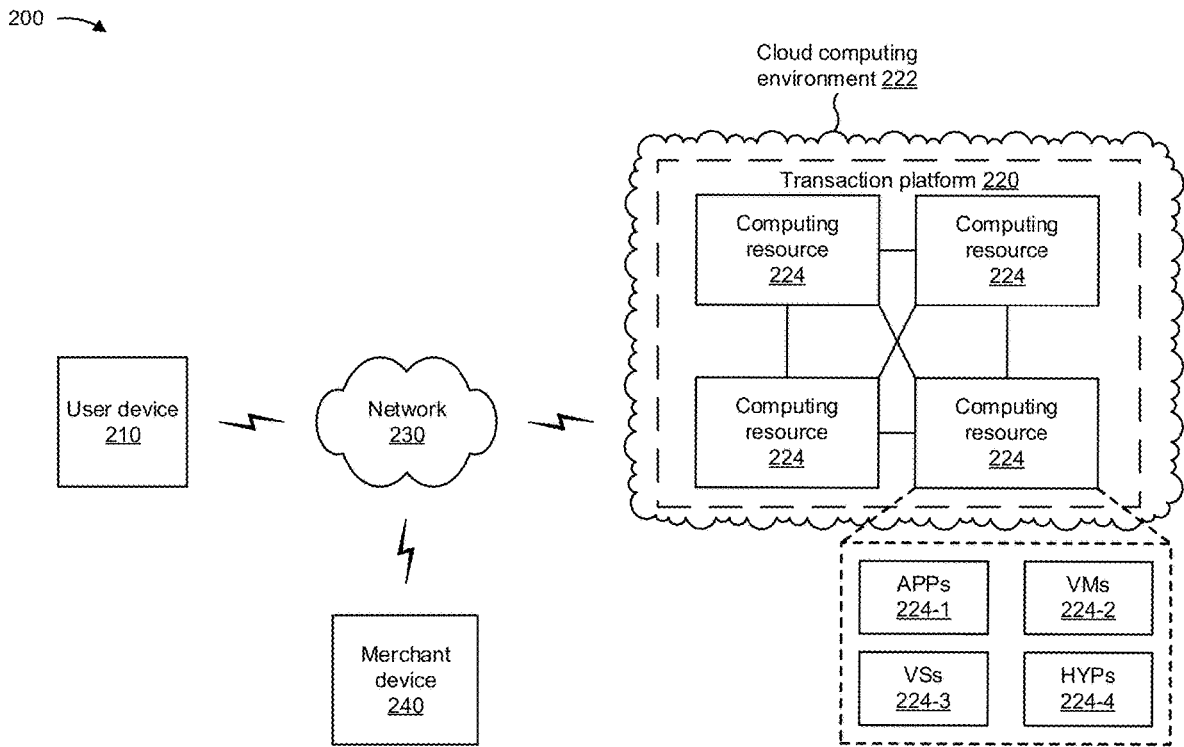 200
Cloud computing
environment 222
Transaction platform 220
Computing
resource
224
Computing
resource
224
Computing
resource
224
Computing
resource
224
User device
210
Network
230
Merchant
device
240
APPs
224-1
VMs
224-2
VSs
224-3
HYPs
224-4